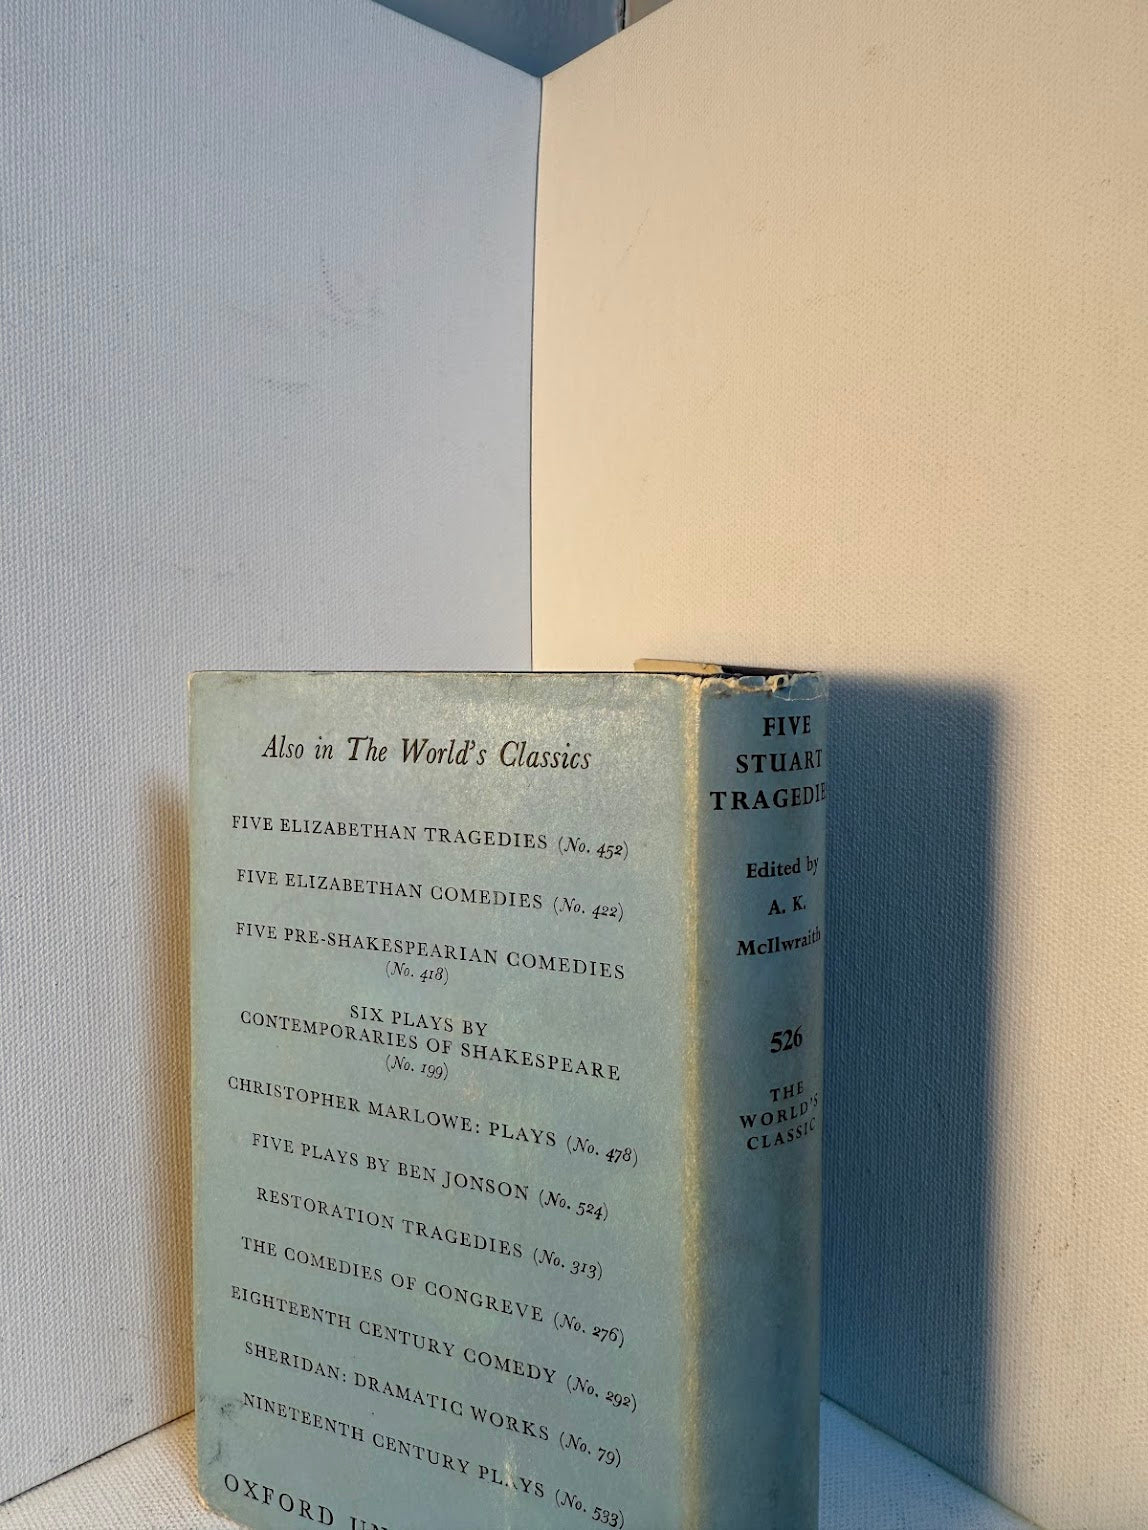 Also in The World's Classics
FIVE ELIZABETHAN TRAGEDIES (No. 452)
FIVE ELIZABETHAN COMEDIES (No. 422)
FIVE PRE-SHAKESPEARIAN COMEDIES
(No. 418)
SIX PLAYS BY
CONTEMPORARIES OF SHAKESPEARE
(No. 199)
CHRISTOPHER MARLOWE: PLAYS (No. 478)
FIVE PLAYS BY BEN JONSON (No. 524)
RESTORATION TRAGEDIES (No. 313)
THE COMEDIES OF CONGREVE (No. 276)
EIGHTEENTH CENTURY COMEDY (No. 292)
SHERIDAN: DRAMATIC WORKS (No. 79)
NINETEENTH CENTURY PLAYS (No. 533)
OXFORD
FIVE
STUART
TRAGEDIE
Edited by
A. K.
McIlwraith
526
THE
WORLD'S
CLASSIC